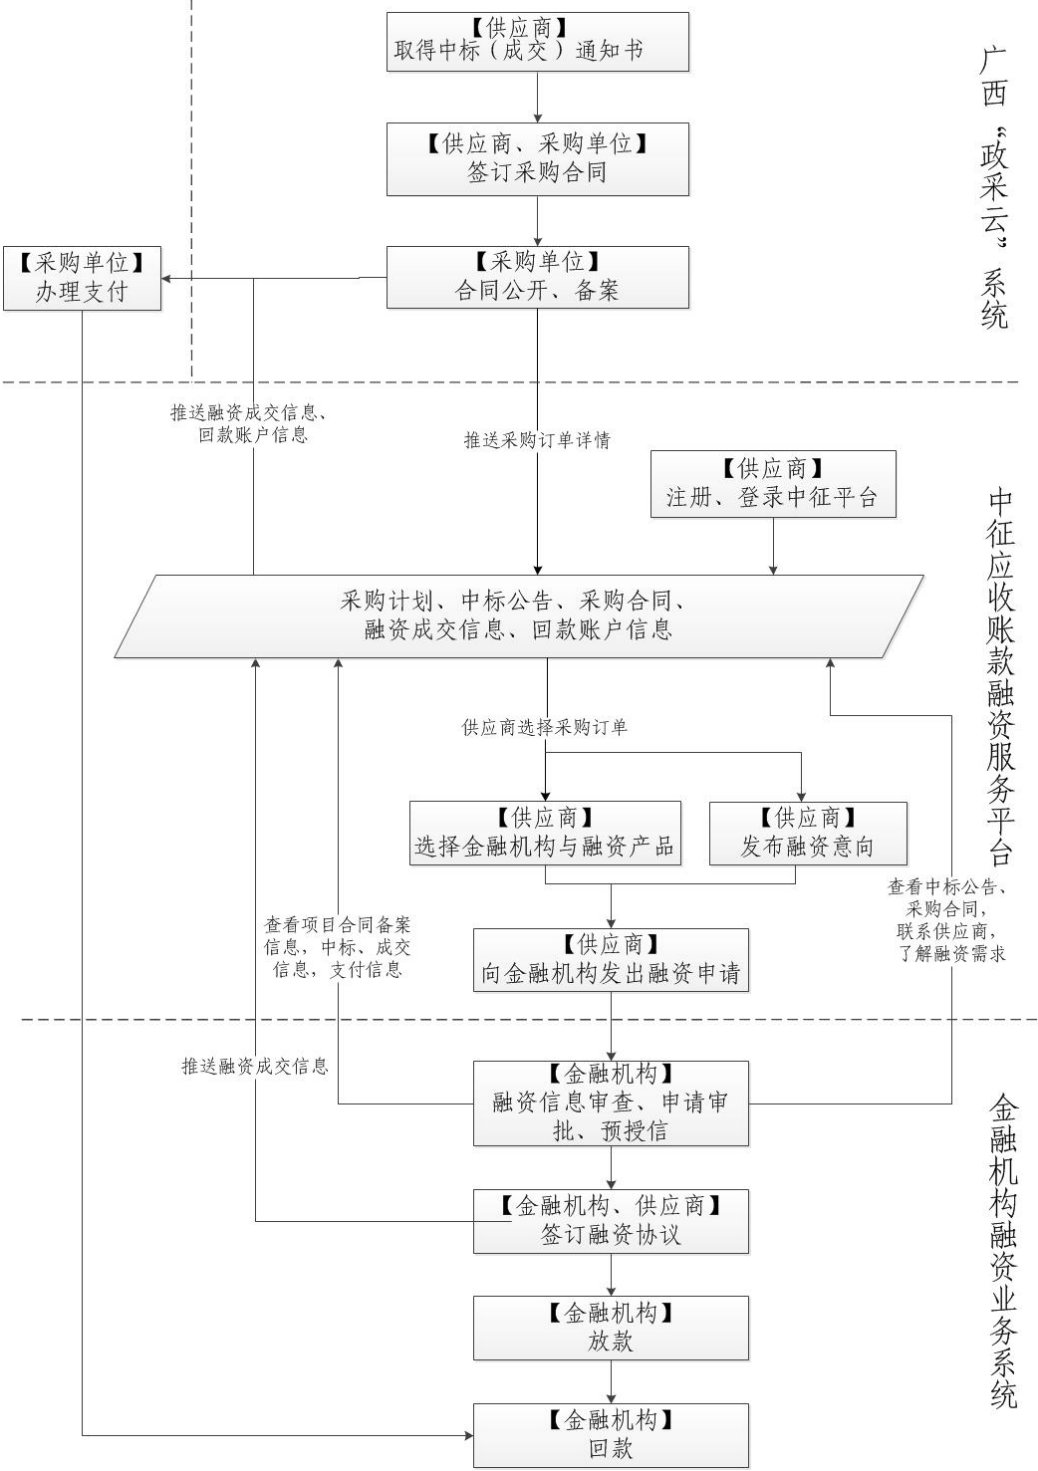 【供应商】
取得中标（成交）通知书
【供应商、采购单位】
签订采购合同
【采购单位】
合同公开、备案
【采购单位】
办理支付
广西“政采云”系统
推送融资成交信息、
回款账户信息
推送采购订单详情
【供应商】
注册、登录中征平台
采购计划、中标公告、采购合同、
融资成交信息、回款账户信息
中征应收账款融资服务平台
供应商选择采购订单
【供应商】
选择金融机构与融资产品
【供应商】
发布融资意向
查看中标公告、
采购合同，
联系供应商，
了解融资需求
查看项目合同备案
信息，中标、成交
信息，支付信息
【供应商】
向金融机构发出融资申请
推送融资成交信息
【金融机构】
融资信息审查、申请审
批、预授信
金融机构融资业务系统
【金融机构、供应商】
签订融资协议
【金融机构】
放款
【金融机构】
回款